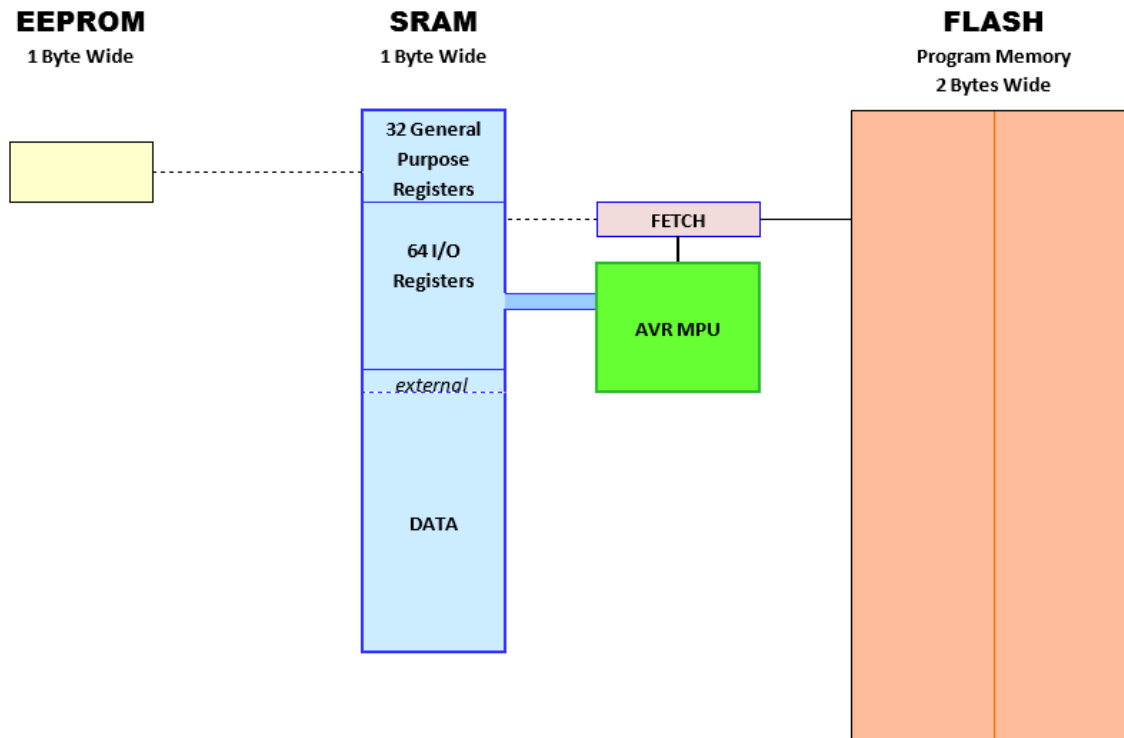 EEPROM
1 Byte Wide
SRAM
1 Byte Wide
FLASH
Program Memory
2 Bytes Wide
32 General
Purpose
Registers
64 I/O
Registers
external
DATA
FETCH
AVR MPU